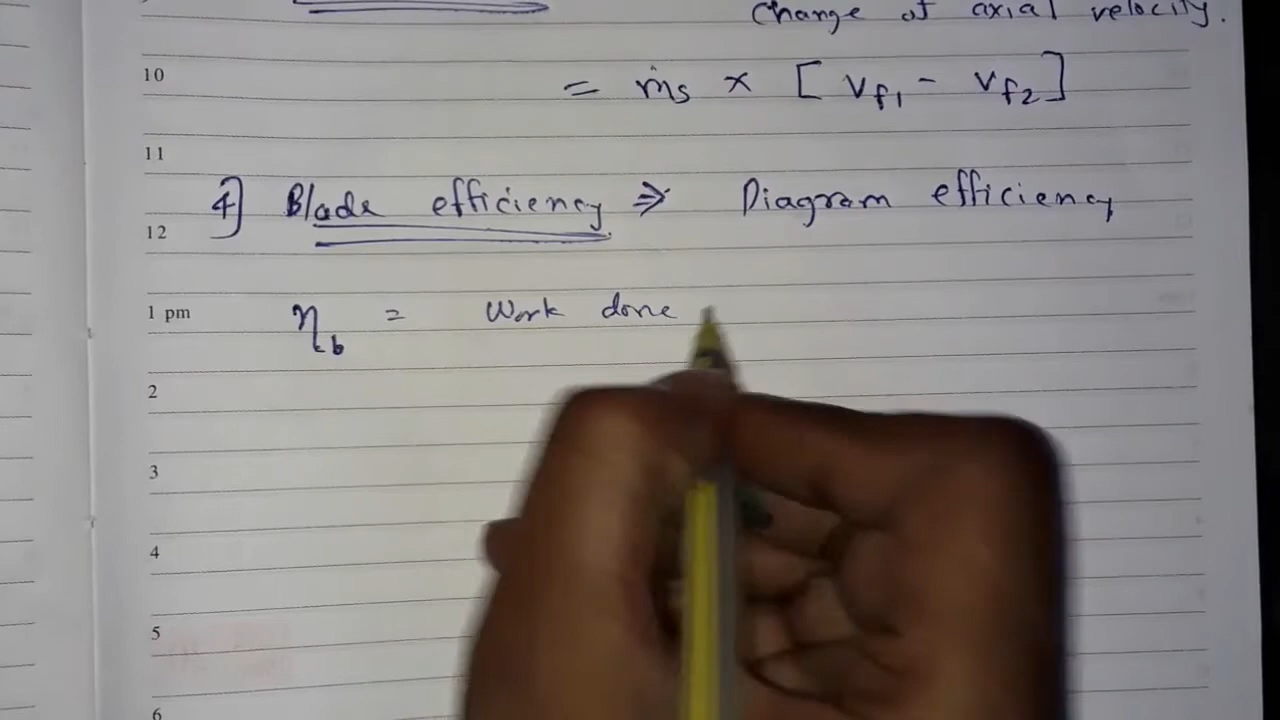 Change of axial velocity.
= ṁs × [ Vf1 - Vf2 ]
4] Blade efficiency ⇒ Diagram efficiency
ηb = Work done
10
11
12
1 pm
2
3
4
5
6